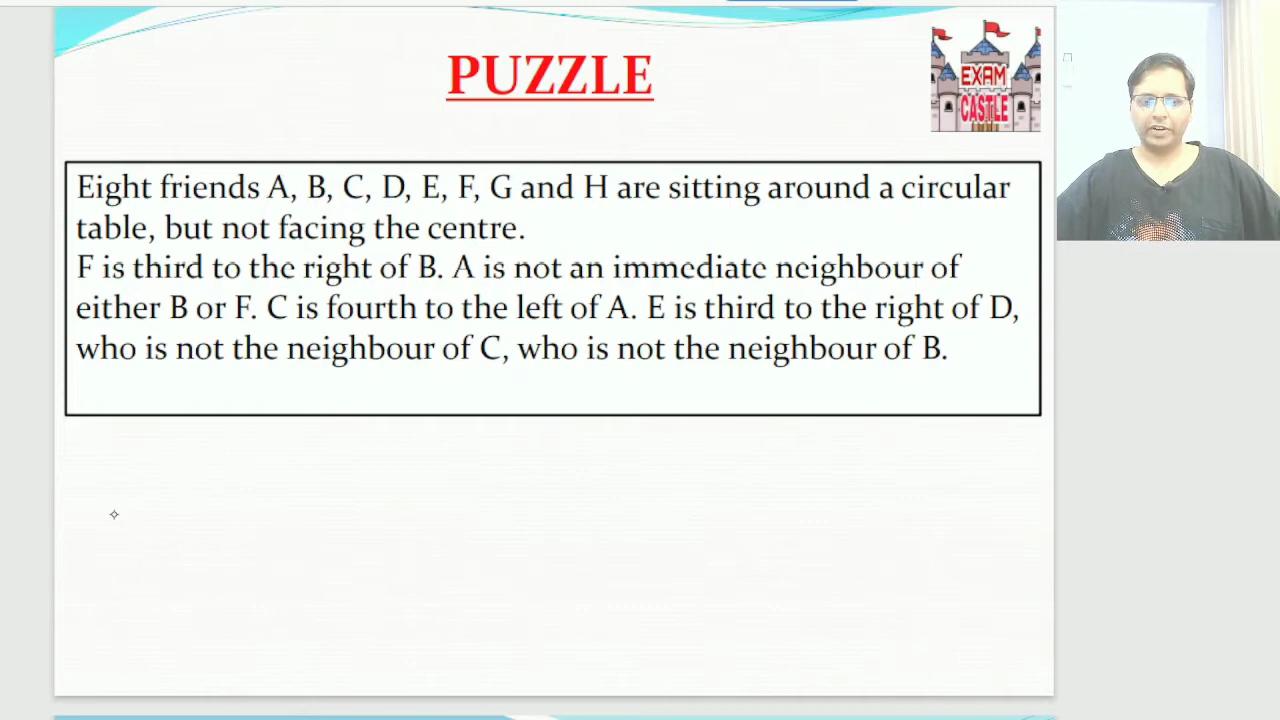 PUZZLE
EXAM
CASTLE
Eight friends A, B, C, D, E, F, G and H are sitting around a circular
table, but not facing the centre.
F is third to the right of B. A is not an immediate neighbour of
either B or F. C is fourth to the left of A. E is third to the right of D,
who is not the neighbour of C, who is not the neighbour of B.